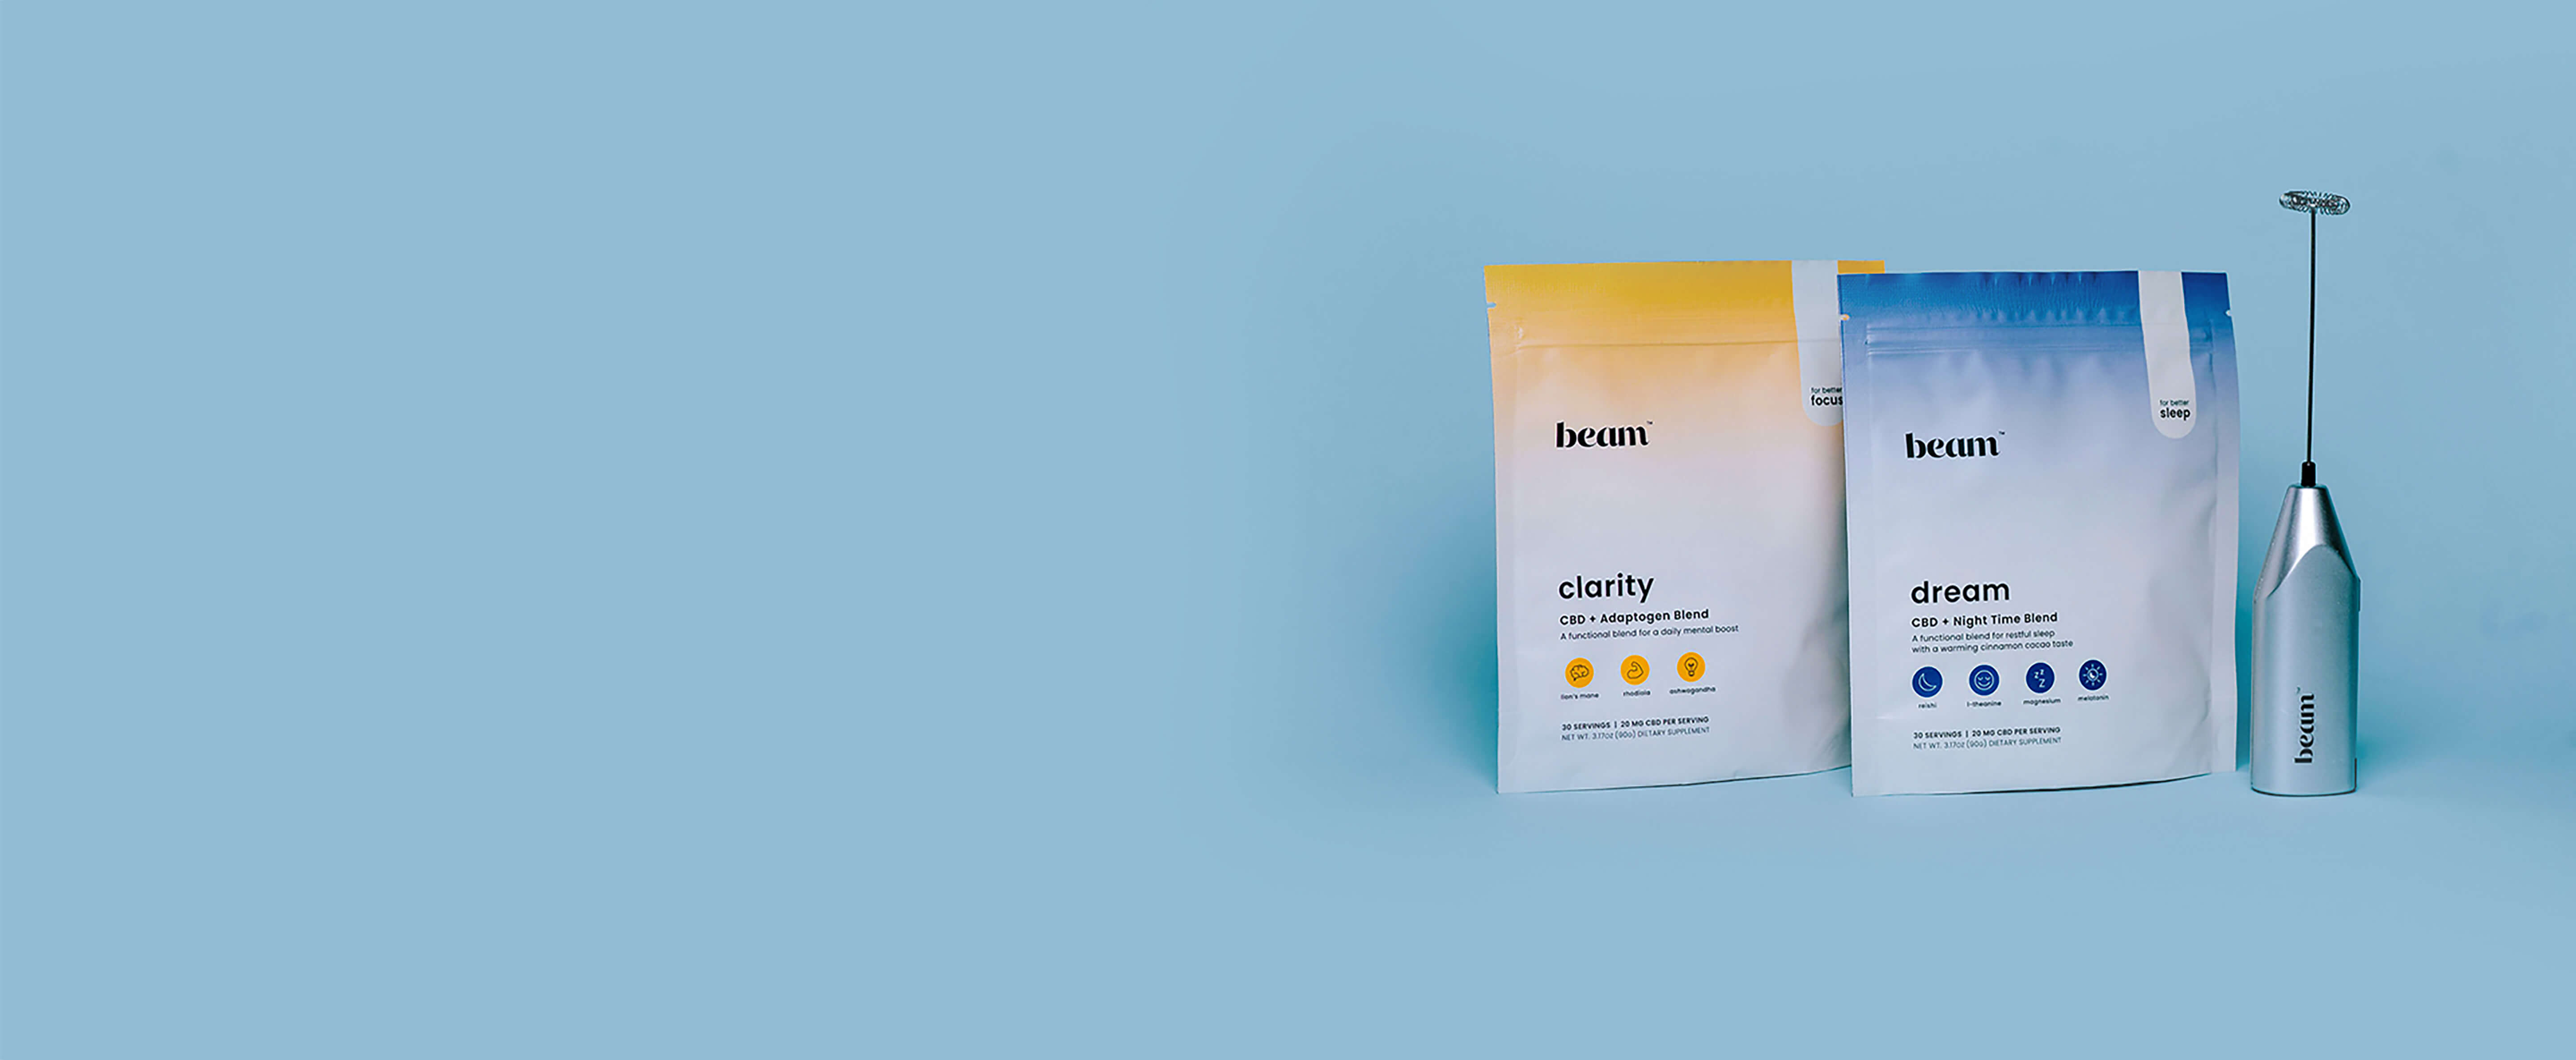 for better
focus
beam™
clarity
CBD + Adaptogen Blend
A functional blend for a daily mental boost
lion's mane
rhodiola
ashwagandha
30 SERVINGS | 20 MG CBD PER SERVING
NET WT. 3.17oz (90g) DIETARY SUPPLEMENT
for better
sleep
beam™
dream
CBD + Night Time Blend
A functional blend for restful sleep
with a warming cinnamon cacao taste
reishi
l-theanine
magnesium
melatonin
30 SERVINGS | 20 MG CBD PER SERVING
NET WT. 3.17oz (90g) DIETARY SUPPLEMENT
beam™